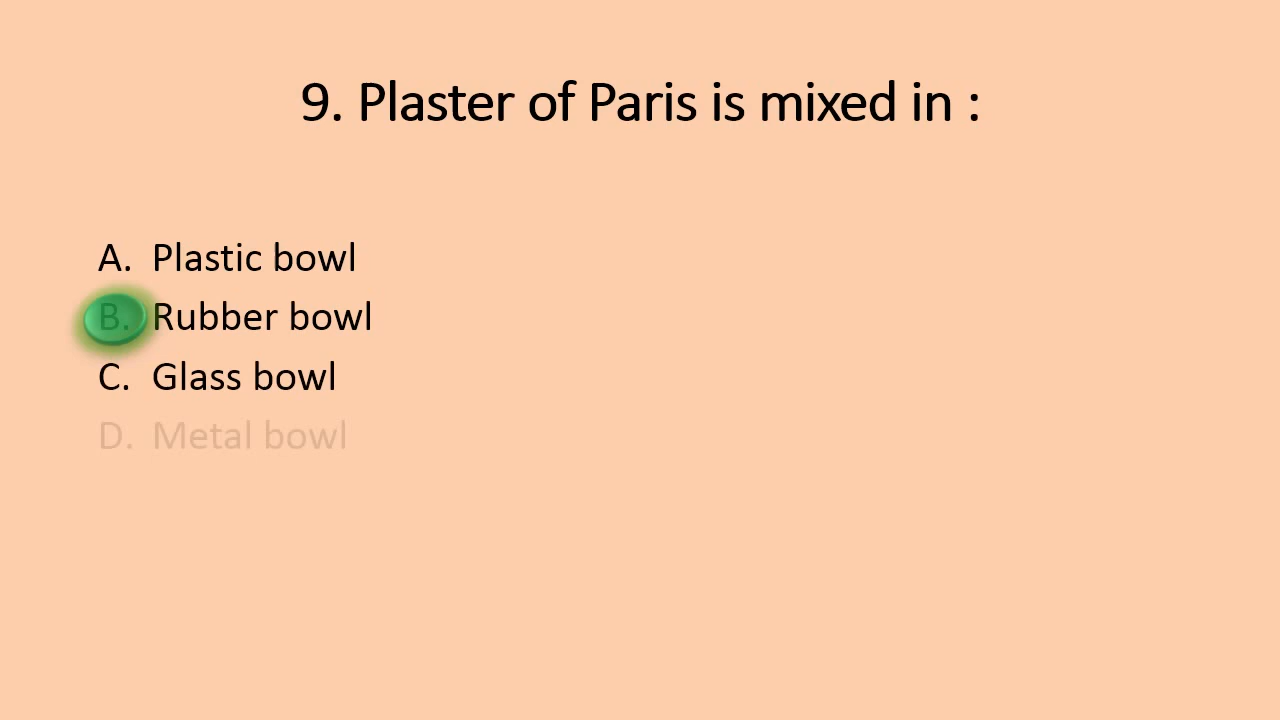 9. Plaster of Paris is mixed in :
A. Plastic bowl
B. Rubber bowl
C. Glass bowl
D. Metal bowl